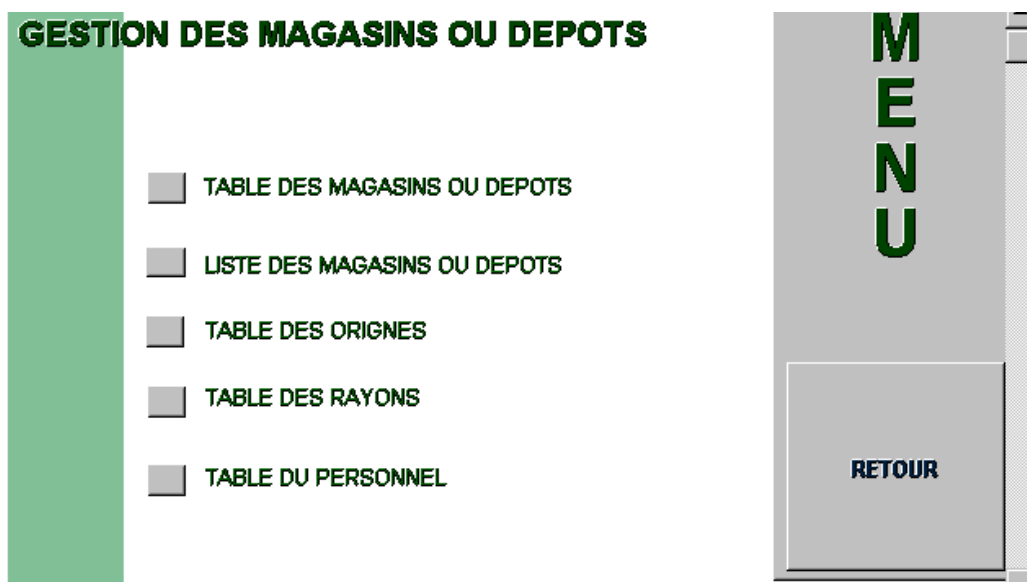 GESTION DES MAGASINS OU DEPOTS
MENU
TABLE DES MAGASINS OU DEPOTS
LISTE DES MAGASINS OU DEPOTS
TABLE DES ORIGNES
TABLE DES RAYONS
TABLE DU PERSONNEL
RETOUR